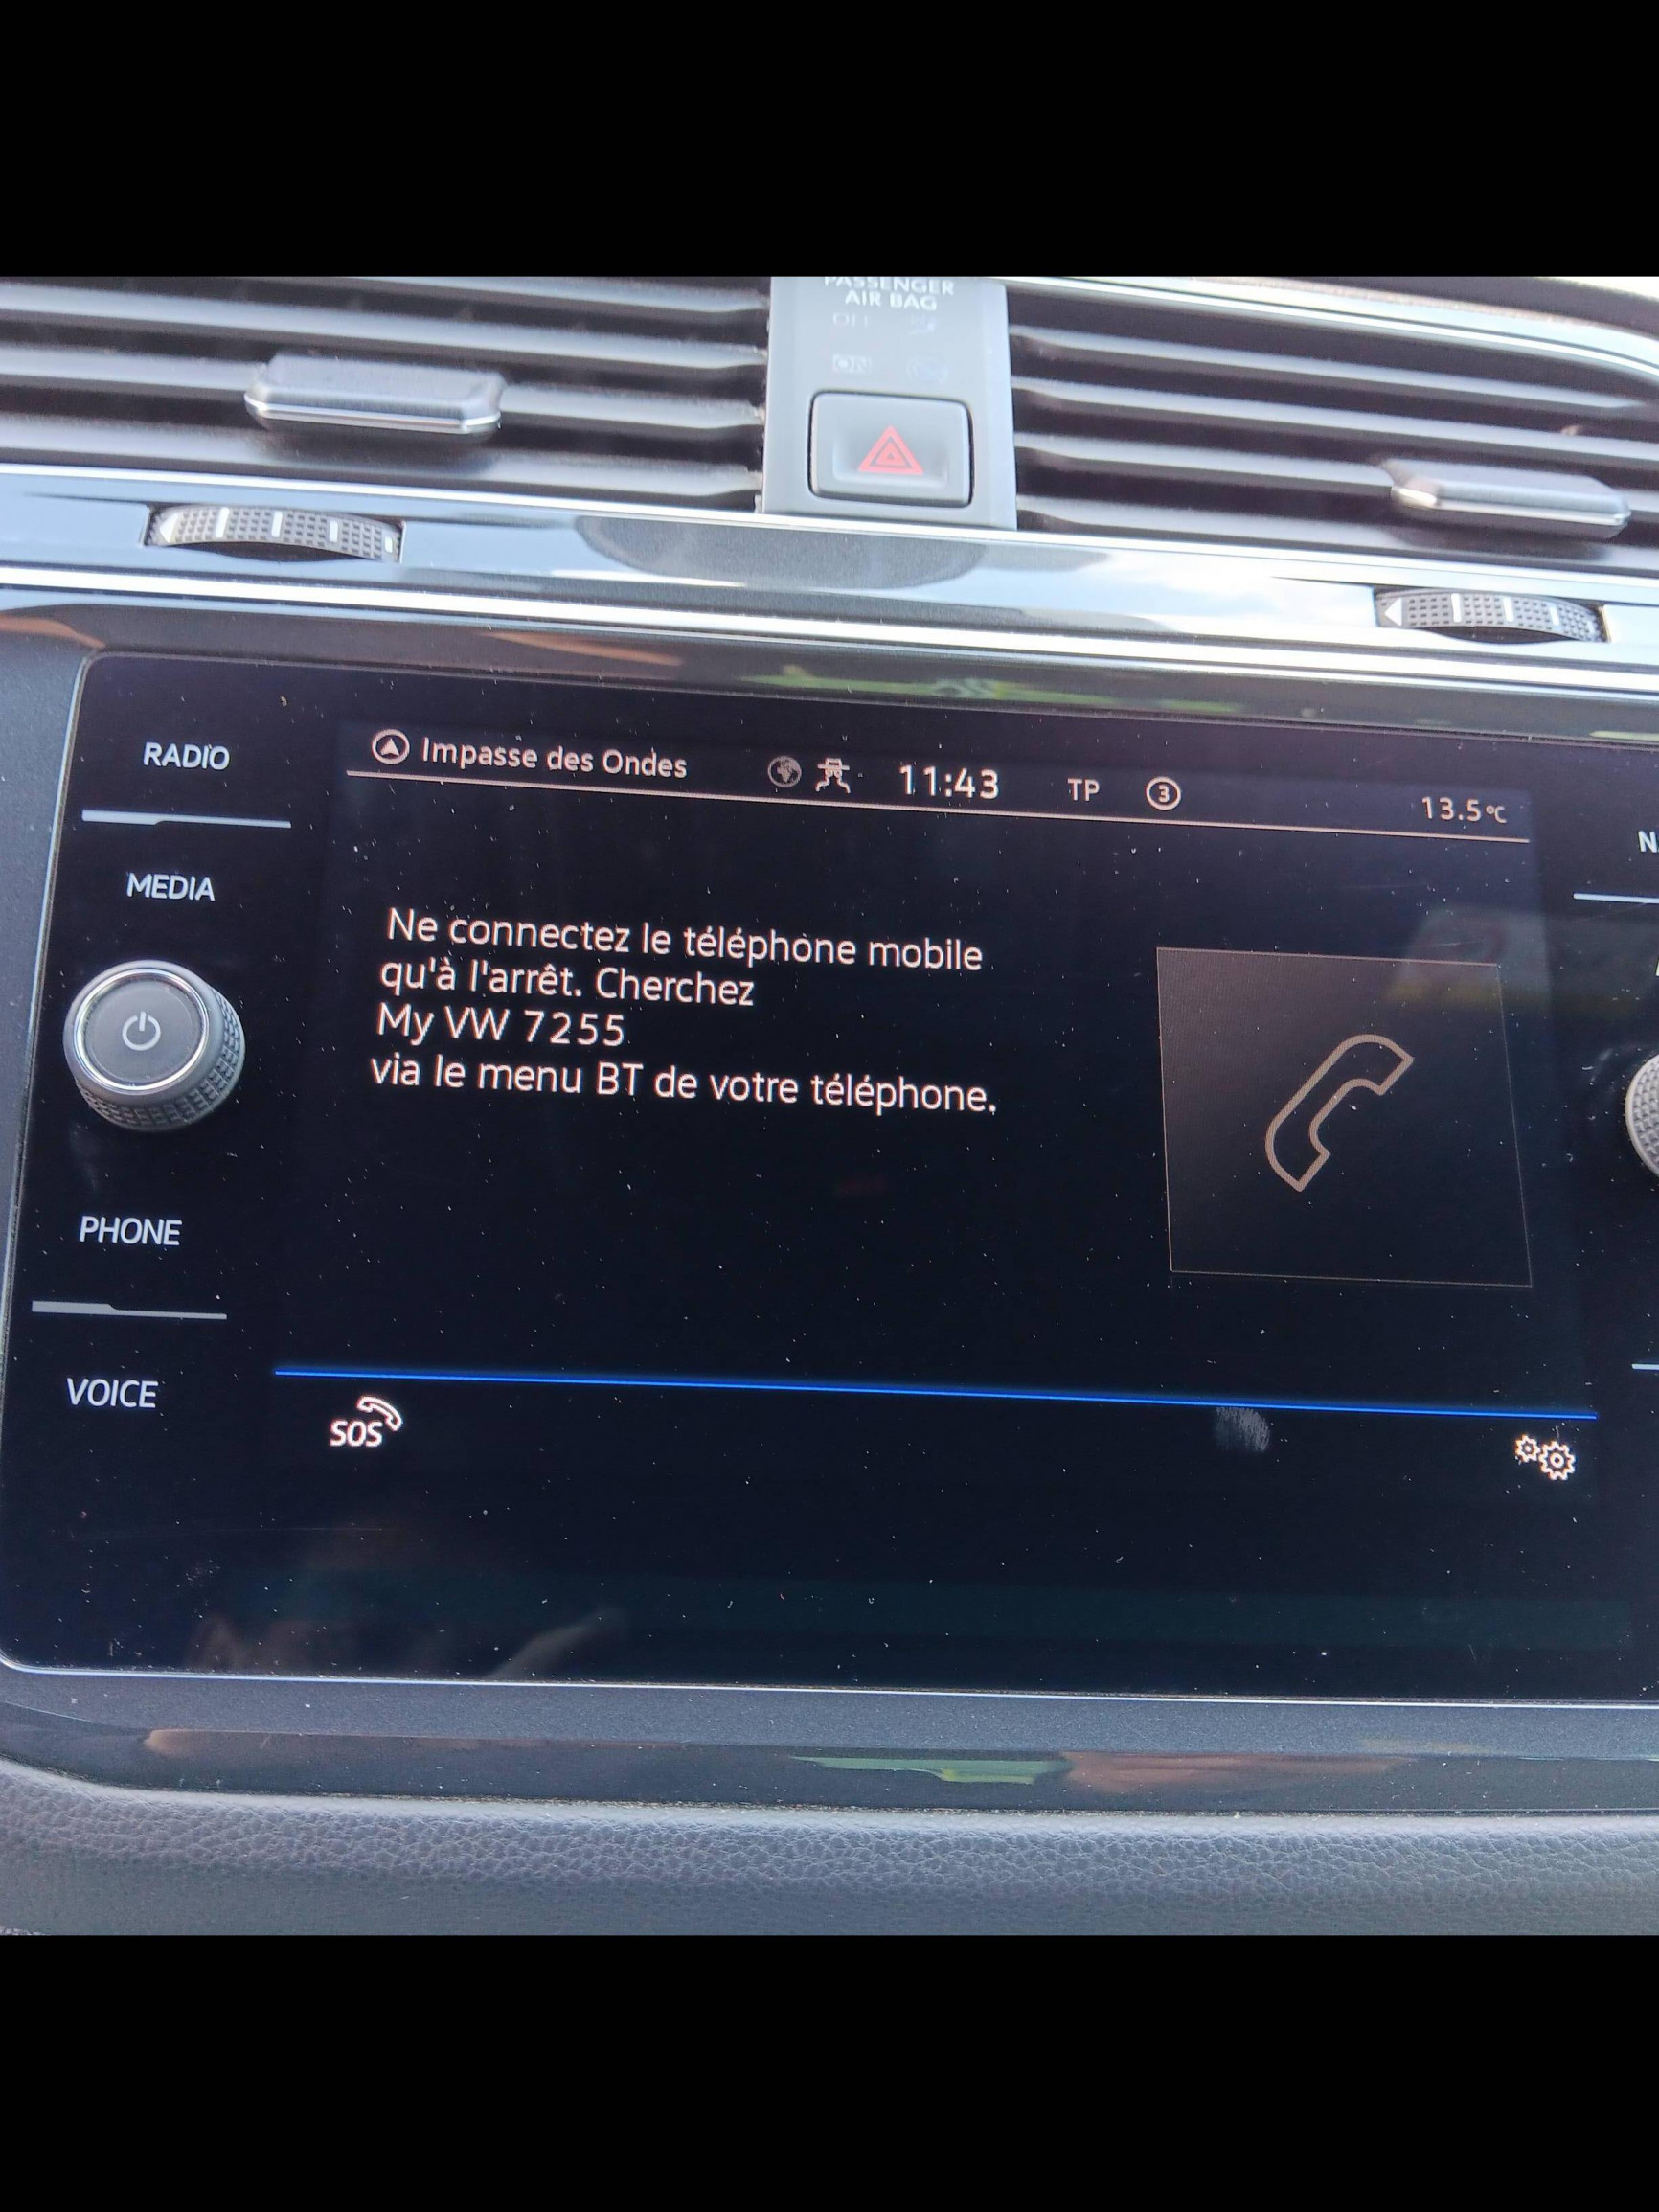 PASSENGER
AIR BAG
OFF
ON
RADIO
Impasse des Ondes
11:43
TP
3
13.5°C
MEDIA
Ne connectez le téléphone mobile
qu'à l'arrêt. Cherchez
My VW 7255
via le menu BT de votre téléphone.
PHONE
VOICE
SOS